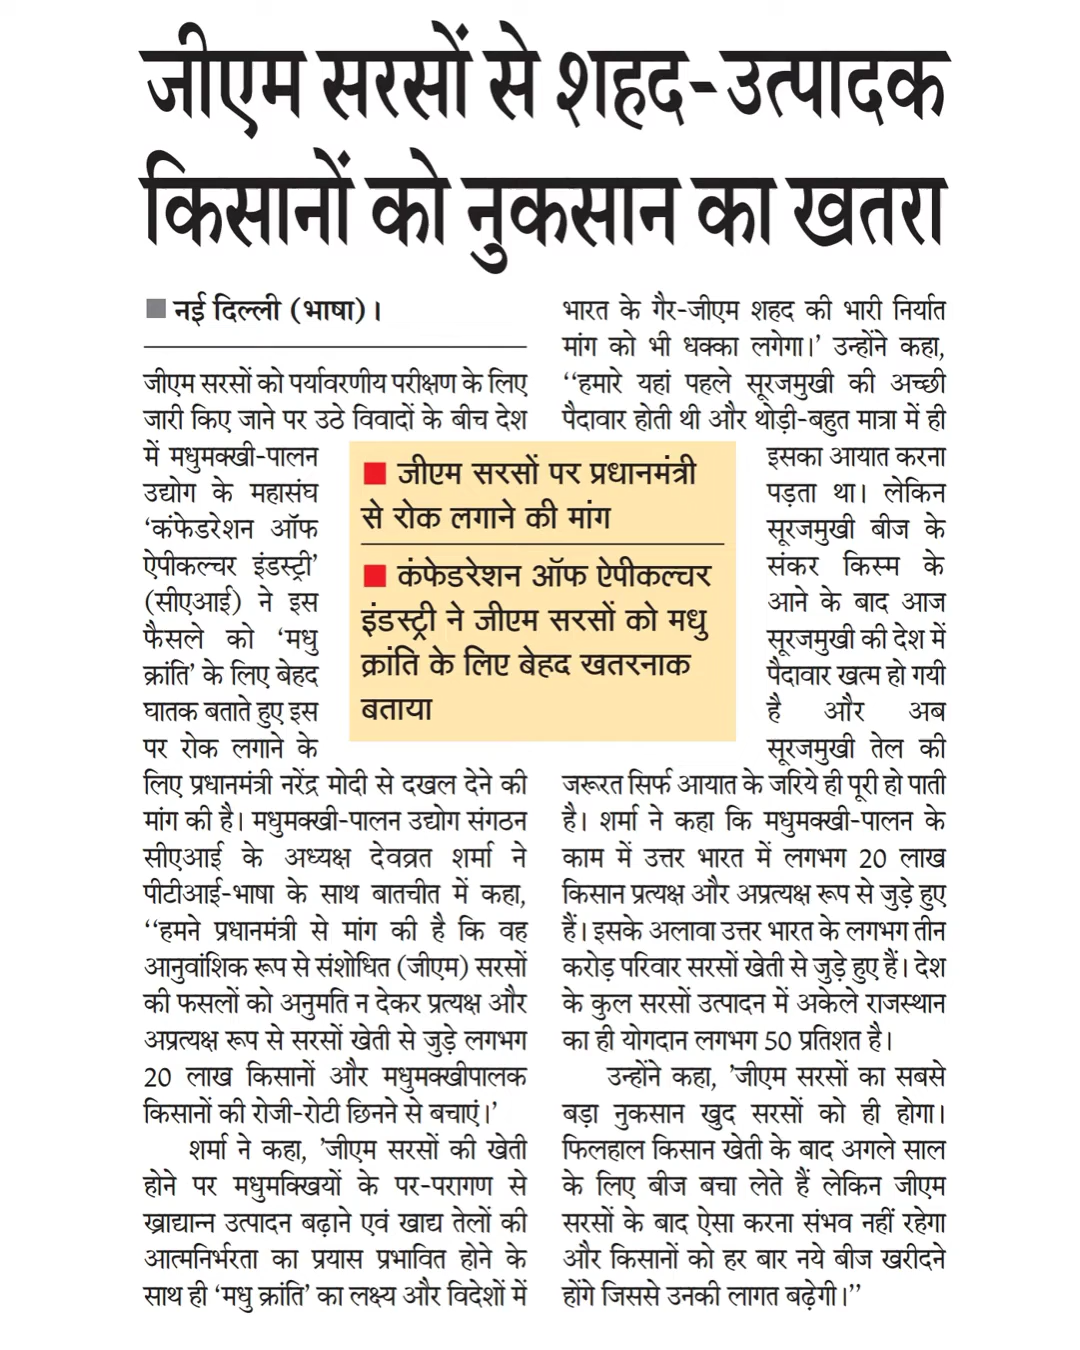 जीएम सरसों से शहद-उत्पादक
किसानों को नुकसान का खतरा
नई दिल्ली (भाषा)।
जीएम सरसों को पर्यावरणीय परीक्षण के लिए
जारी किए जाने पर उठे विवादों के बीच देश
में मधुमक्खी-पालन
उद्योग के महासंघ
‘कंफेडरेशन ऑफ
ऐपीकल्चर इंडस्ट्री’
(सीएआई) ने इस
फैसले को ‘मधु
क्रांति’ के लिए बेहद
घातक बताते हुए इस
पर रोक लगाने के
लिए प्रधानमंत्री नरेंद्र मोदी से दखल देने की
मांग की है। मधुमक्खी-पालन उद्योग संगठन
सीएआई के अध्यक्ष देवव्रत शर्मा ने
पीटीआई-भाषा के साथ बातचीत में कहा,
‘‘हमने प्रधानमंत्री से मांग की है कि वह
आनुवांशिक रूप से संशोधित (जीएम) सरसों
की फसलों को अनुमति न देकर प्रत्यक्ष और
अप्रत्यक्ष रूप से सरसों खेती से जुड़े लगभग
20 लाख किसानों और मधुमक्खीपालक
किसानों की रोजी-रोटी छिनने से बचाएं।’
शर्मा ने कहा, ’जीएम सरसों की खेती
होने पर मधुमक्खियों के पर-परागण से
खाद्यान्न उत्पादन बढ़ाने एवं खाद्य तेलों की
आत्मनिर्भरता का प्रयास प्रभावित होने के
साथ ही ‘मधु क्रांति’ का लक्ष्य और विदेशों में
जीएम सरसों पर प्रधानमंत्री
से रोक लगाने की मांग
कंफेडरेशन ऑफ ऐपीकल्चर
इंडस्ट्री ने जीएम सरसों को मधु
क्रांति के लिए बेहद खतरनाक
बताया
भारत के गैर-जीएम शहद की भारी निर्यात
मांग को भी धक्का लगेगा।’ उन्होंने कहा,
‘‘हमारे यहां पहले सूरजमुखी की अच्छी
पैदावार होती थी और थोड़ी-बहुत मात्रा में ही
इसका आयात करना
पड़ता था। लेकिन
सूरजमुखी बीज के
संकर किस्म के
आने के बाद आज
सूरजमुखी की देश में
पैदावार खत्म हो गयी
है और अब
सूरजमुखी तेल की
जरूरत सिर्फ आयात के जरिये ही पूरी हो पाती
है। शर्मा ने कहा कि मधुमक्खी-पालन के
काम में उत्तर भारत में लगभग 20 लाख
किसान प्रत्यक्ष और अप्रत्यक्ष रूप से जुड़े हुए
हैं। इसके अलावा उत्तर भारत के लगभग तीन
करोड़ परिवार सरसों खेती से जुड़े हुए हैं। देश
के कुल सरसों उत्पादन में अकेले राजस्थान
का ही योगदान लगभग 50 प्रतिशत है।
उन्होंने कहा, ’जीएम सरसों का सबसे
बड़ा नुकसान खुद सरसों को ही होगा।
फिलहाल किसान खेती के बाद अगले साल
के लिए बीज बचा लेते हैं लेकिन जीएम
सरसों के बाद ऐसा करना संभव नहीं रहेगा
और किसानों को हर बार नये बीज खरीदने
होंगे जिससे उनकी लागत बढ़ेगी।’’